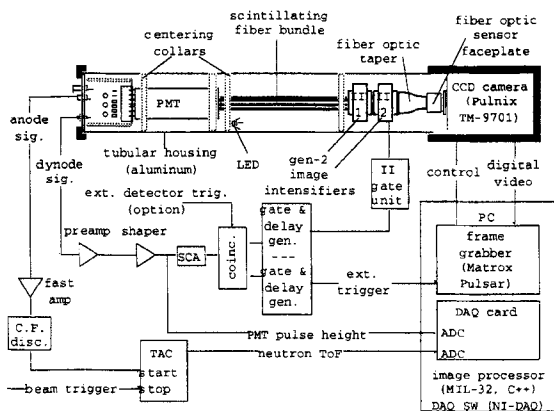 scintillating
fiber bundle
centering
collars
fiber optic
taper
fiber optic
sensor
faceplate
PMT
1
2
CCD camera
(Pulnix
TM-9701)
anode
sig.
dynode
sig.
tubular housing
(aluminum)
LED
gen-2
image
intensifiers
II
gate
unit
control
digital
video
ext. detector trig.
(option)
preamp
shaper
SCA
coinc.
gate &
delay
gen.
---
gate &
delay
gen.
ext.
trigger
PC
frame
grabber
(Matrox
Pulsar)
fast
amp
C.F.
disc.
TAC
start
stop
beam trigger
PMT pulse height
neutron ToF
DAQ card
ADC
ADC
image processor
(MIL-32, C++)
DAQ SW (NI-DAQ)